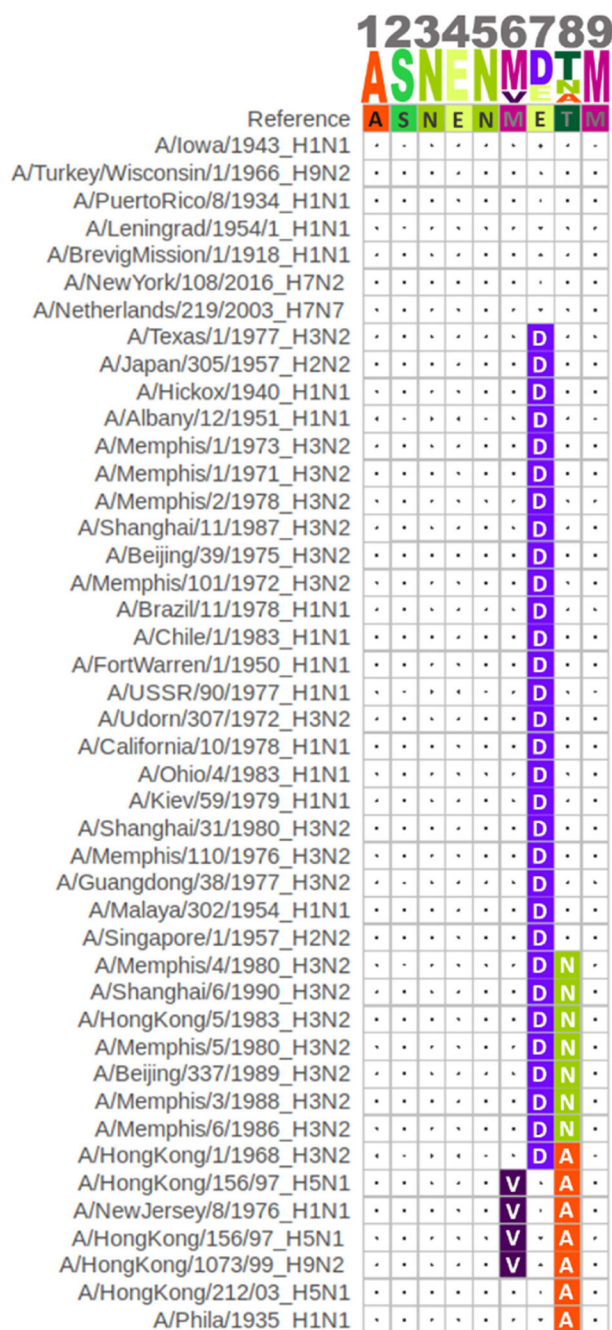 123456789
ASNENMDTM
V E N
A
Reference A S N E N M E T M
A/Iowa/1943_H1N1 . . . . . . . . .
A/Turkey/Wisconsin/1/1966_H9N2 . . . . . . . . .
A/PuertoRico/8/1934_H1N1 . . . . . . . . .
A/Leningrad/1954/1_H1N1 . . . . . . . . .
A/BrevigMission/1/1918_H1N1 . . . . . . . . .
A/NewYork/108/2016_H7N2 . . . . . . . . .
A/Netherlands/219/2003_H7N7 . . . . . . . . .
A/Texas/1/1977_H3N2 . . . . . . D . .
A/Japan/305/1957_H2N2 . . . . . . D . .
A/Hickox/1940_H1N1 . . . . . . D . .
A/Albany/12/1951_H1N1 . . . . . . D . .
A/Memphis/1/1973_H3N2 . . . . . . D . .
A/Memphis/1/1971_H3N2 . . . . . . D . .
A/Memphis/2/1978_H3N2 . . . . . . D . .
A/Shanghai/11/1987_H3N2 . . . . . . D . .
A/Beijing/39/1975_H3N2 . . . . . . D . .
A/Memphis/101/1972_H3N2 . . . . . . D . .
A/Brazil/11/1978_H1N1 . . . . . . D . .
A/Chile/1/1983_H1N1 . . . . . . D . .
A/FortWarren/1/1950_H1N1 . . . . . . D . .
A/USSR/90/1977_H1N1 . . . . . . D . .
A/Udorn/307/1972_H3N2 . . . . . . D . .
A/California/10/1978_H1N1 . . . . . . D . .
A/Ohio/4/1983_H1N1 . . . . . . D . .
A/Kiev/59/1979_H1N1 . . . . . . D . .
A/Shanghai/31/1980_H3N2 . . . . . . D . .
A/Memphis/110/1976_H3N2 . . . . . . D . .
A/Guangdong/38/1977_H3N2 . . . . . . D . .
A/Malaya/302/1954_H1N1 . . . . . . D . .
A/Singapore/1/1957_H2N2 . . . . . . D . .
A/Memphis/4/1980_H3N2 . . . . . . D N .
A/Shanghai/6/1990_H3N2 . . . . . . D N .
A/HongKong/5/1983_H3N2 . . . . . . D N .
A/Memphis/5/1980_H3N2 . . . . . . D N .
A/Beijing/337/1989_H3N2 . . . . . . D N .
A/Memphis/3/1988_H3N2 . . . . . . D N .
A/Memphis/6/1986_H3N2 . . . . . . D N .
A/HongKong/1/1968_H3N2 . . . . . . D A .
A/HongKong/156/97_H5N1 . . . . . V . A .
A/NewJersey/8/1976_H1N1 . . . . . V . A .
A/HongKong/156/97_H5N1 . . . . . V . A .
A/HongKong/1073/99_H9N2 . . . . . V . A .
A/HongKong/212/03_H5N1 . . . . . . . A .
A/Phila/1935_H1N1 . . . . . . . A .